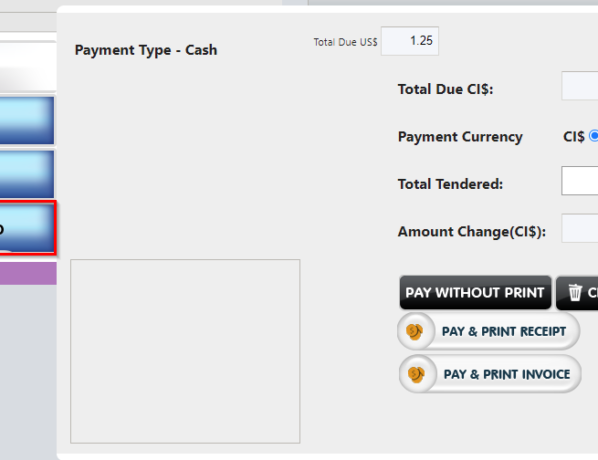 Payment Type - Cash
Total Due US$ 1.25
Total Due CI$:
Payment Currency CI$
Total Tendered:
Amount Change(CI$):
PAY WITHOUT PRINT
PAY & PRINT RECEIPT
PAY & PRINT INVOICE